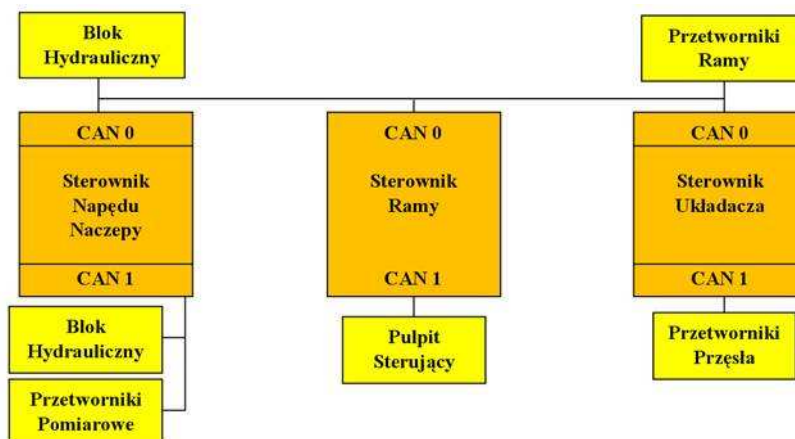 Blok
Hydrauliczny
Przetworniki
Ramy
CAN 0
CAN 0
CAN 0
Sterownik
Napędu
Naczepy
Sterownik
Ramy
Sterownik
Układacza
CAN 1
CAN 1
CAN 1
Blok
Hydrauliczny
Przetworniki
Pomiarowe
Pulpit
Sterujący
Przetworniki
Przęsła